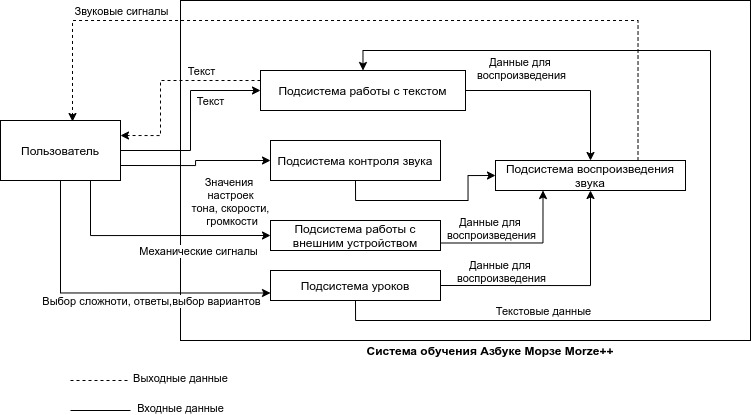 Звуковые сигналы
Текст
Данные для
воспроизведения
Подсистема работы с текстом
Текст
Пользователь
Подсистема контроля звука
Подсистема воспроизведения
звука
Значения
настроек
тона, скорости,
громкости
Подсистема работы с
внешним устройством
Данные для
воспроизведения
Механические сигналы
Данные для
воспроизведения
Подсистема уроков
Выбор сложноти, ответы,выбор вариантов
Текстовые данные
Система обучения Азбуке Морзе Morze++
Выходные данные
Входные данные